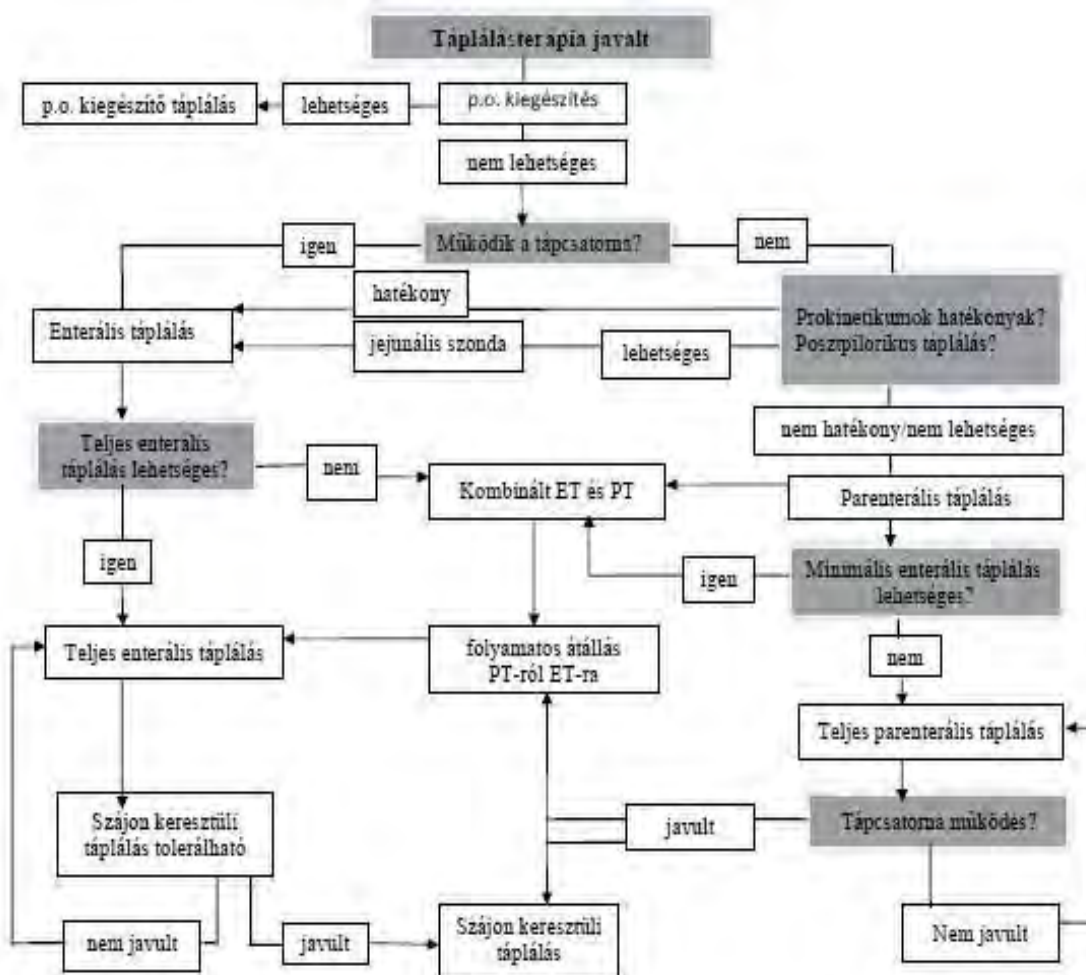 Táplálásterápia javalt
p.o. kiegészítő táplálás
lehetséges
p.o. kiegészítés
nem lehetséges
igen
Működik a tápcsatorna?
nem
hatékony
Enterális táplálás
jejunális szonda
lehetséges
Prokinetikumok hatékonyak?
Posztpilorikus táplálás?
nem hatékony/nem lehetséges
Teljes enterális
táplálás lehetséges?
nem
Kombinált ET és PT
Parenterális táplálás
igen
igen
Minimális enterális táplálás
lehetséges?
Teljes enterális táplálás
folyamatos átállás
PT-ról ET-ra
nem
Teljes parenterális táplálás
Szájon keresztüli
táplálás tolerálható
javult
Tápcsatorna működés?
nem javult
javult
Szájon keresztüli
táplálás
Nem javult